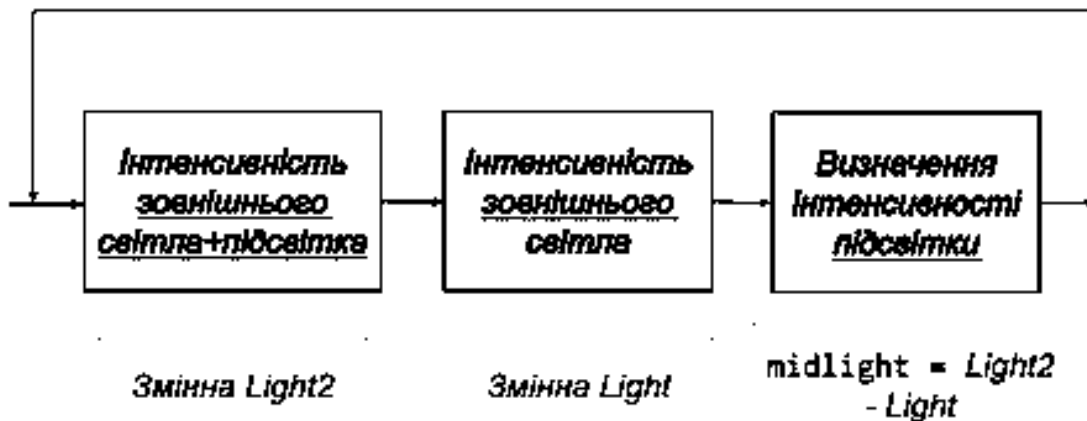 Інтенсивність
зовнішнього
світла+підсвітка
Інтенсивність
зовнішнього
світла
Визначення
інтенсивності
підсвітки
Змінна Light2
Змінна Light
midlight = Light2
- Light